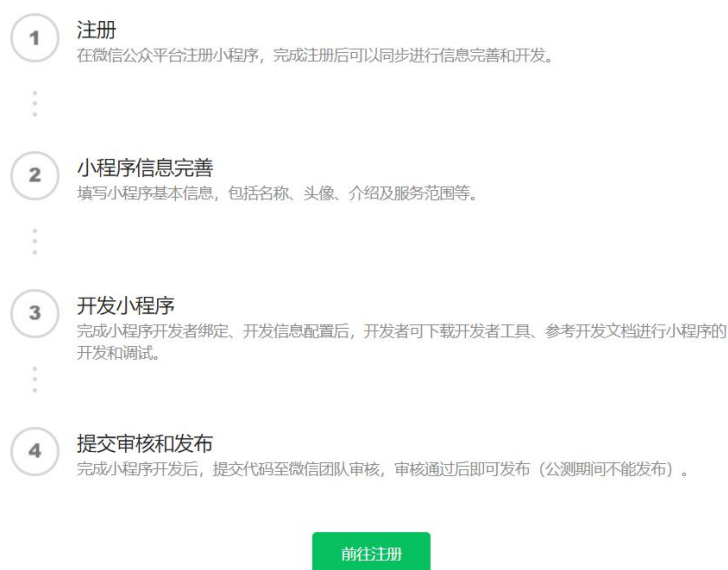 1
注册
在微信公众平台注册小程序，完成注册后可以同步进行信息完善和开发。
2
小程序信息完善
填写小程序基本信息，包括名称、头像、介绍及服务范围等。
3
开发小程序
完成小程序开发者绑定、开发信息配置后，开发者可下载开发者工具、参考开发文档进行小程序的
开发和调试。
4
提交审核和发布
完成小程序开发后，提交代码至微信团队审核，审核通过后即可发布（公测期间不能发布）。
前往注册